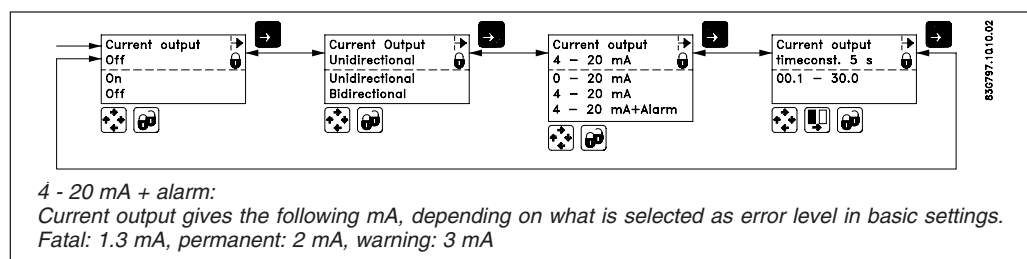 Current output
Off
On
Off
Current Output
Unidirectional
Unidirectional
Bidirectional
Current output
4 – 20 mA
0 – 20 mA
4 – 20 mA
4 – 20 mA+Alarm
Current output
timeconst. 5 s
00.1 – 30.0
83G797.1010.02
4 - 20 mA + alarm:
Current output gives the following mA, depending on what is selected as error level in basic settings.
Fatal: 1.3 mA, permanent: 2 mA, warning: 3 mA